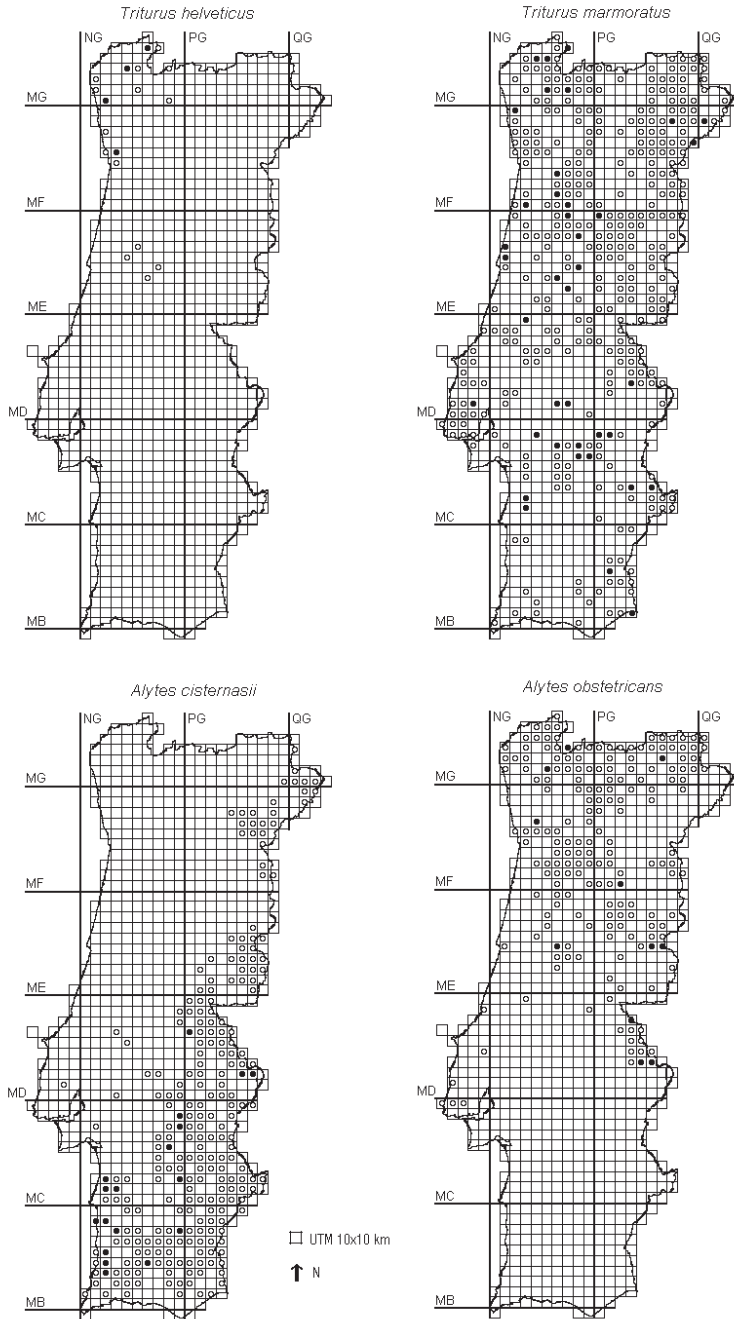 Triturus helveticus
NG PG QG
MG
MF
ME
MD
MC
MB
Triturus marmoratus
NG PG QG
MG
MF
ME
MD
MC
MB
Alytes cisternasii
NG PG QG
MG
MF
ME
MD
MC
MB
UTM 10x10 km
N
Alytes obstetricans
NG PG QG
MG
MF
ME
MD
MC
MB